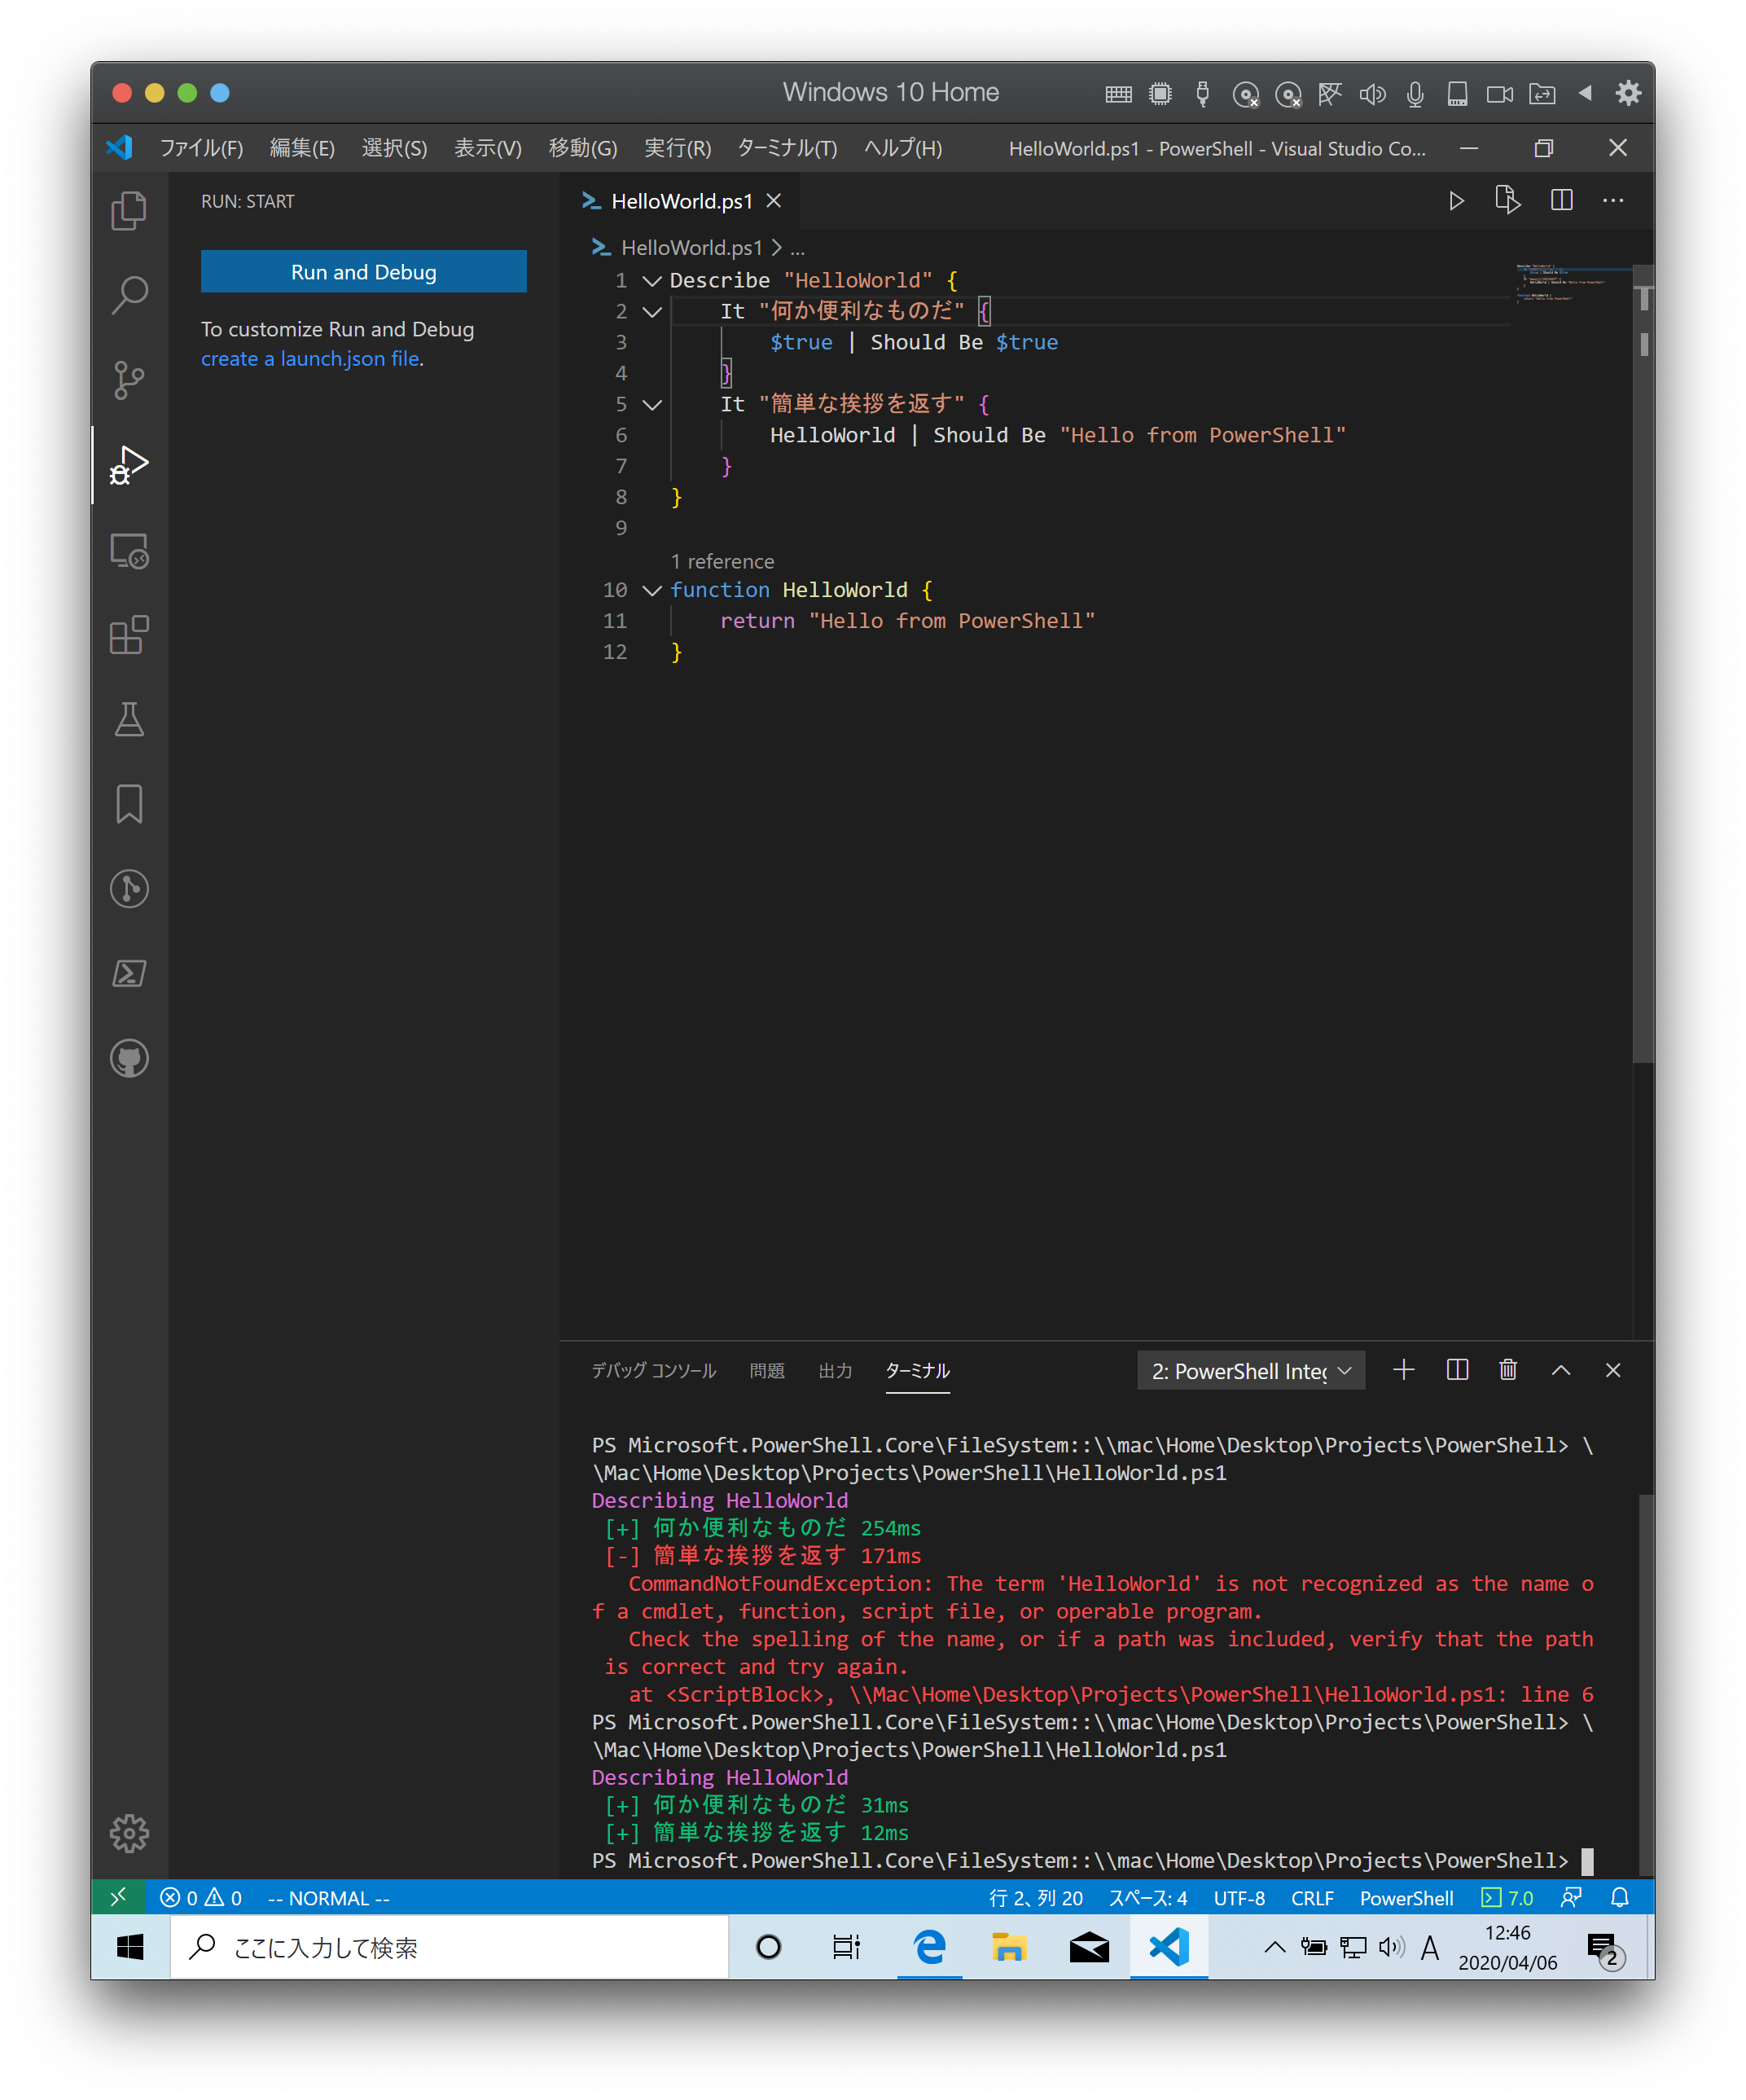 Windows 10 Home
ファイル(F) 編集(E) 選択(S) 表示(V) 移動(G) 実行(R) ターミナル(T) ヘルプ(H) HelloWorld.ps1 - PowerShell - Visual Studio Co...
RUN: START
Run and Debug
To customize Run and Debug
create a launch.json file.
HelloWorld.ps1
HelloWorld.ps1 > ...
1 Describe "HelloWorld" {
2 It "何か便利なものだ" {
3 $true | Should Be $true
4 }
5 It "簡単な挨拶を返す" {
6 HelloWorld | Should Be "Hello from PowerShell"
7 }
8 }
9
1 reference
10 function HelloWorld {
11 return "Hello from PowerShell"
12 }
デバッグ コンソール 問題 出力 ターミナル 2: PowerShell Integ
PS Microsoft.PowerShell.Core\FileSystem::\\mac\Home\Desktop\Projects\PowerShell> \
\Mac\Home\Desktop\Projects\PowerShell\HelloWorld.ps1
Describing HelloWorld
[+] 何か便利なものだ 254ms
[-] 簡単な挨拶を返す 171ms
CommandNotFoundException: The term 'HelloWorld' is not recognized as the name o
f a cmdlet, function, script file, or operable program.
Check the spelling of the name, or if a path was included, verify that the path
is correct and try again.
at <ScriptBlock>, \\Mac\Home\Desktop\Projects\PowerShell\HelloWorld.ps1: line 6
PS Microsoft.PowerShell.Core\FileSystem::\\mac\Home\Desktop\Projects\PowerShell> \
\Mac\Home\Desktop\Projects\PowerShell\HelloWorld.ps1
Describing HelloWorld
[+] 何か便利なものだ 31ms
[+] 簡単な挨拶を返す 12ms
PS Microsoft.PowerShell.Core\FileSystem::\\mac\Home\Desktop\Projects\PowerShell>
0 0 -- NORMAL -- 行 2、列 20 スペース: 4 UTF-8 CRLF PowerShell 7.0
ここに入力して検索
A
12:46
2020/04/06
2